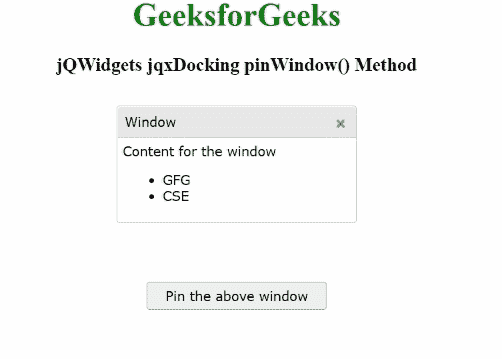 GeeksforGeeks
jQWidgets jqxDocking pinWindow() Method
Window
Content for the window
GFG
CSE
Pin the above window